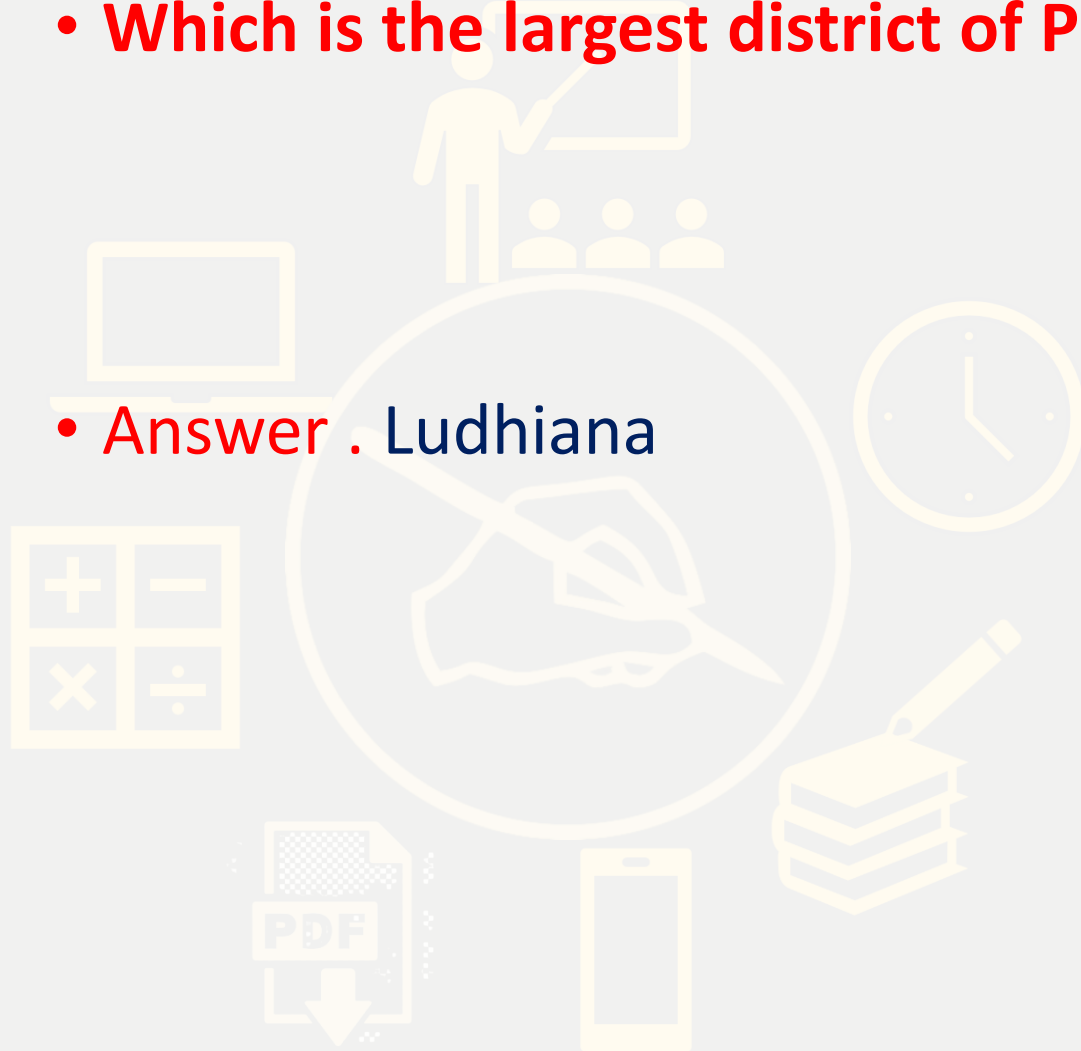 • Which is the largest district of P
• Answer . Ludhiana
PDF